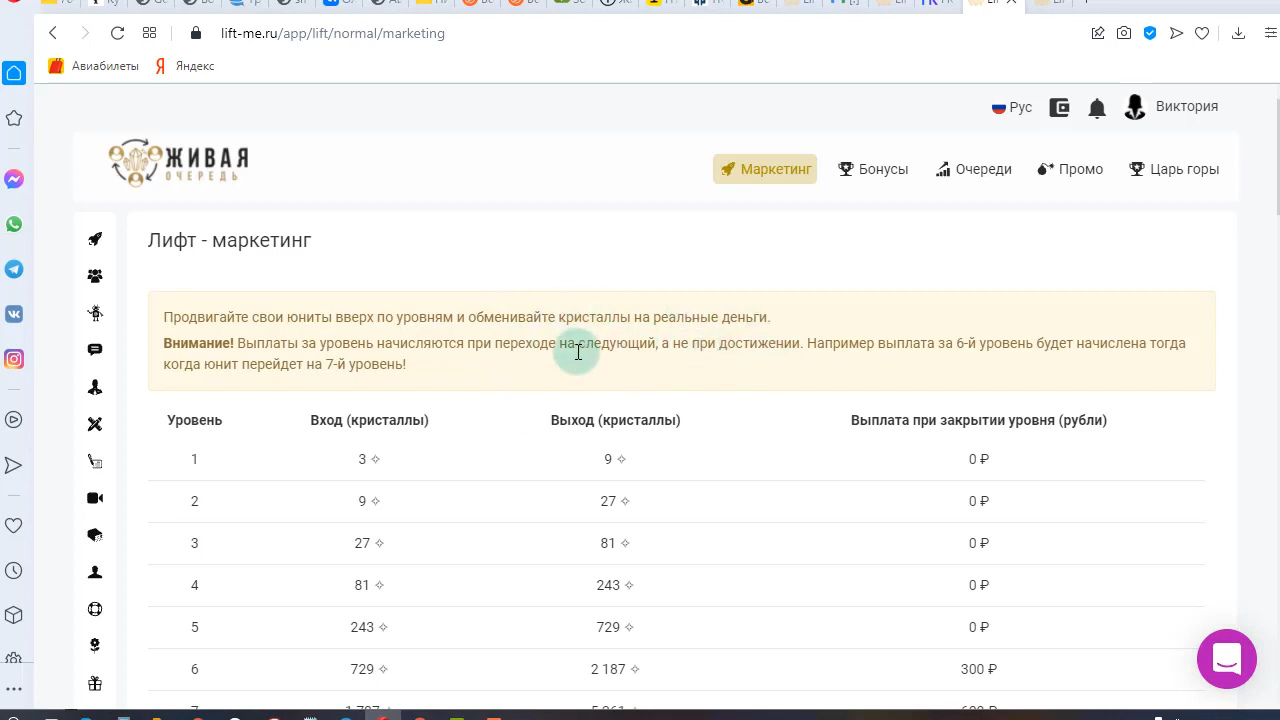 lift-me.ru/app/lift/normal/marketing
Авиабилеты
Яндекс
Рус
Виктория
ЖИВАЯ
ОЧЕРЕДЬ
Маркетинг
Бонусы
Очереди
Промо
Царь горы
Лифт - маркетинг
Продвигайте свои юниты вверх по уровням и обменивайте кристаллы на реальные деньги.
Внимание! Выплаты за уровень начисляются при переходе на следующий, а не при достижении. Например выплата за 6-й уровень будет начислена тогда
когда юнит перейдет на 7-й уровень!
Уровень Вход (кристаллы) Выход (кристаллы) Выплата при закрытии уровня (рубли)
1 3 ✧ 9 ✧ 0 ₽
2 9 ✧ 27 ✧ 0 ₽
3 27 ✧ 81 ✧ 0 ₽
4 81 ✧ 243 ✧ 0 ₽
5 243 ✧ 729 ✧ 0 ₽
6 729 ✧ 2 187 ✧ 300 ₽